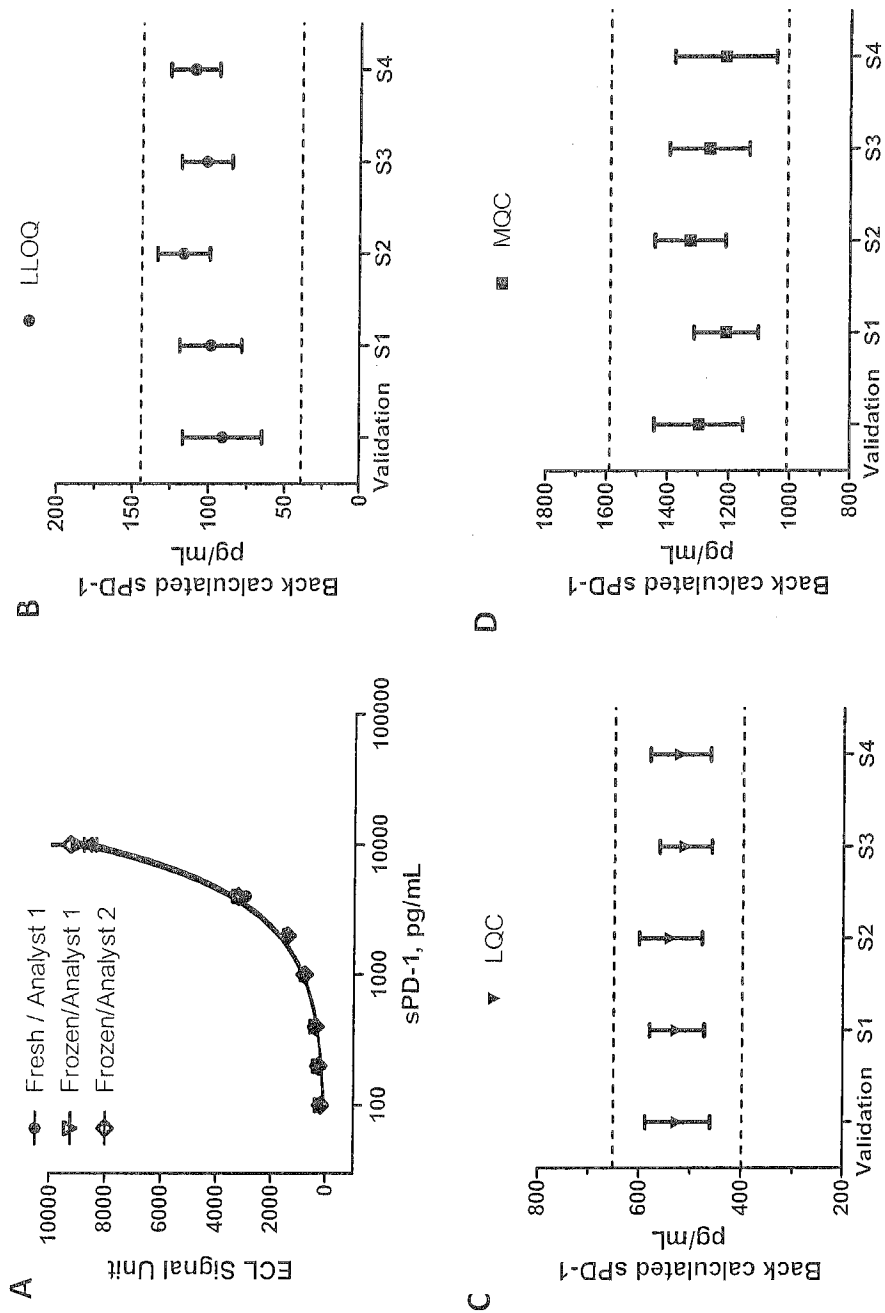 A
Fresh / Analyst 1
Frozen/Analyst 1
Frozen/Analyst 2
10000
8000
6000
4000
2000
0
ECL Signal Unit
100
1000
10000
100000
sPD-1, pg/mL
B
LLOQ
200
150
100
50
0
Back calculated sPD-1
pg/mL
Validation
S1
S2
S3
S4
C
LQC
800
600
400
200
Back calculated sPD-1
pg/mL
Validation
S1
S2
S3
S4
D
MQC
1800
1600
1400
1200
1000
800
Back calculated sPD-1
pg/mL
Validation
S1
S2
S3
S4